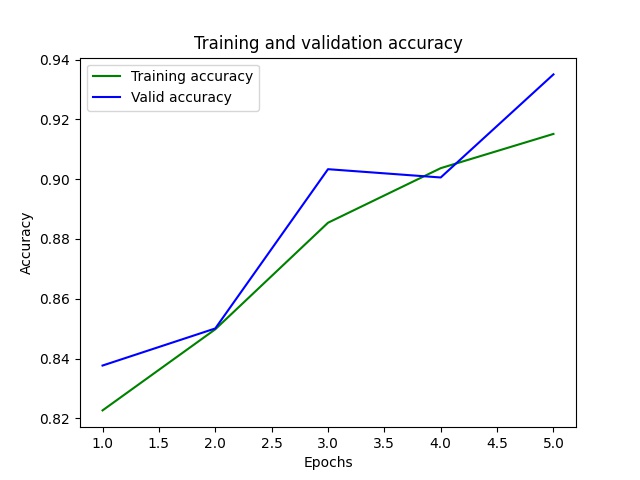 Training and validation accuracy
0.94
Training accuracy
Valid accuracy
0.92
0.90
0.88
Accuracy
0.86
0.84
0.82
1.0 1.5 2.0 2.5 3.0 3.5 4.0 4.5 5.0
Epochs